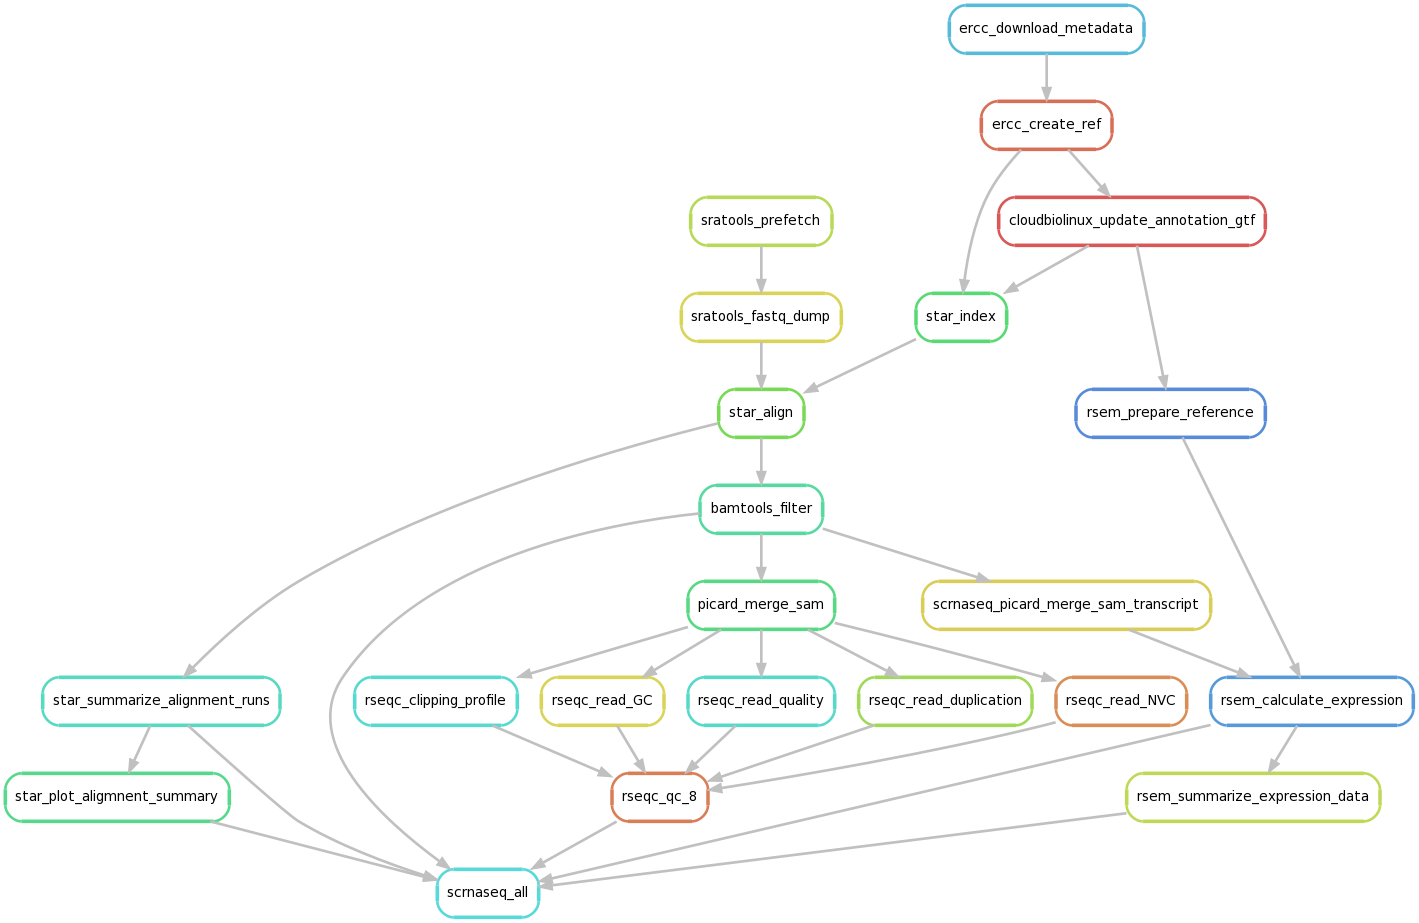 ercc_download_metadata
ercc_create_ref
sratools_prefetch
cloudbiolinux_update_annotation_gtf
sratools_fastq_dump
star_index
star_align
rsem_prepare_reference
bamtools_filter
picard_merge_sam
scrnaseq_picard_merge_sam_transcript
star_summarize_alignment_runs
rseqc_clipping_profile
rseqc_read_GC
rseqc_read_quality
rseqc_read_duplication
rseqc_read_NVC
rsem_calculate_expression
star_plot_aligmnent_summary
rseqc_qc_8
rsem_summarize_expression_data
scrnaseq_all